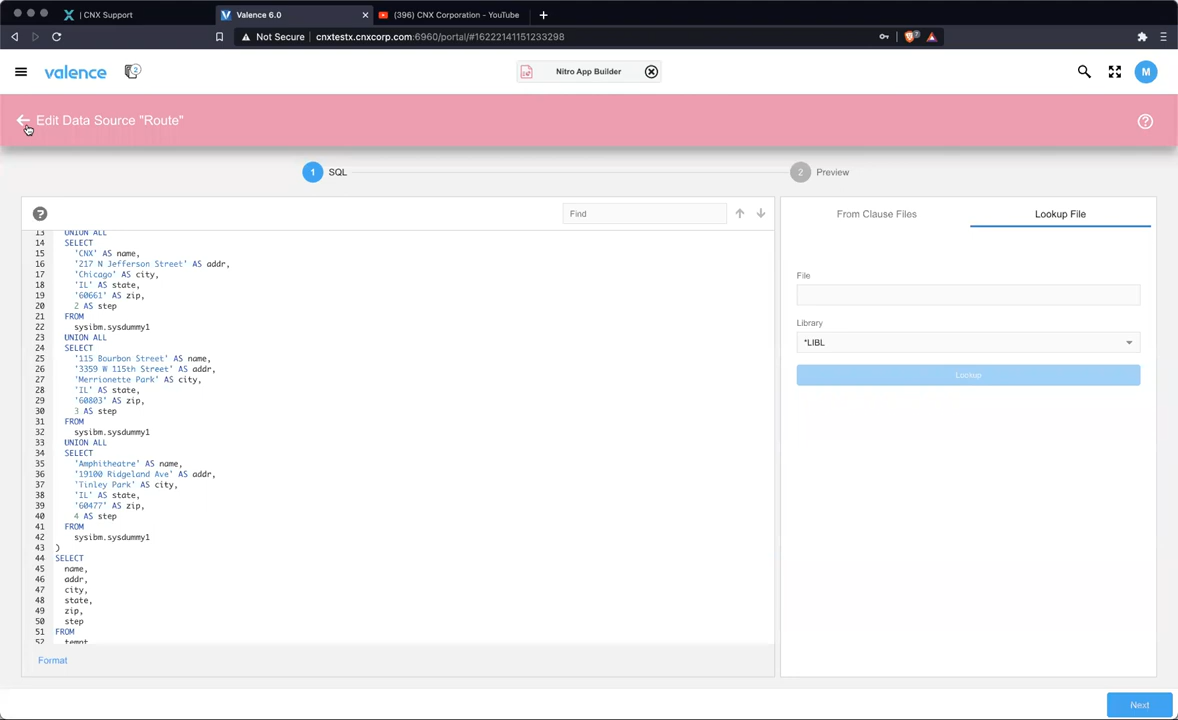 | CNX Support
Valence 6.0
(396) CNX Corporation - YouTube
Not Secure | cnxtestx.cnxcorp.com:6960/portal/#16222141151233298
valence
Nitro App Builder
M
Edit Data Source "Route"
1 SQL
2 Preview
Find
From Clause Files
Lookup File
13 UNION ALL
14 SELECT
15 'CNX' AS name,
16 '217 N Jefferson Street' AS addr,
17 'Chicago' AS city,
18 'IL' AS state,
19 '60661' AS zip,
20 2 AS step
21 FROM
22 sysibm.sysdummy1
23 UNION ALL
24 SELECT
25 '115 Bourbon Street' AS name,
26 '3359 W 115th Street' AS addr,
27 'Merrionette Park' AS city,
28 'IL' AS state,
29 '60803' AS zip,
30 3 AS step
31 FROM
32 sysibm.sysdummy1
33 UNION ALL
34 SELECT
35 'Amphitheatre' AS name,
36 '19100 Ridgeland Ave' AS addr,
37 'Tinley Park' AS city,
38 'IL' AS state,
39 '60477' AS zip,
40 4 AS step
41 FROM
42 sysibm.sysdummy1
43 )
44 SELECT
45 name,
46 addr,
47 city,
48 state,
49 zip,
50 step
51 FROM
52
Format
File
Library
*LIBL
Lookup
Next